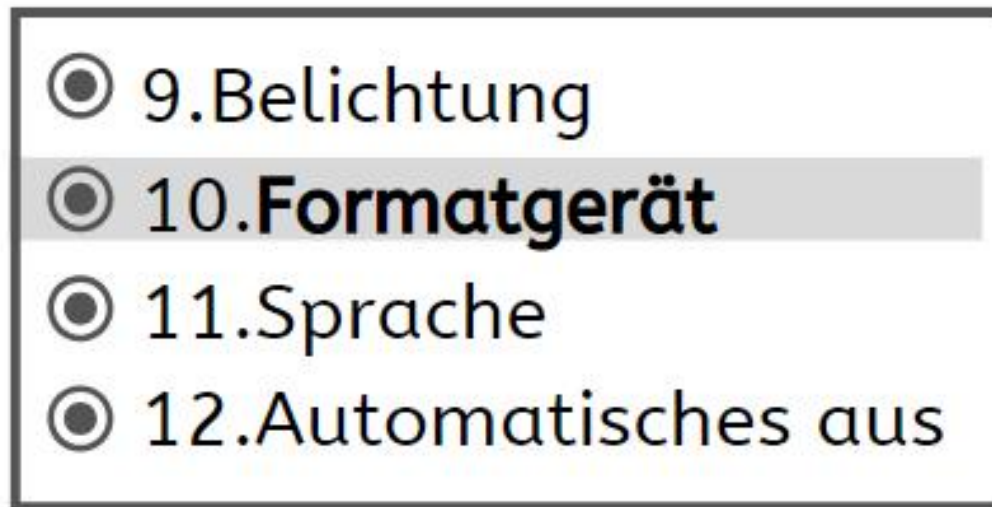 9.Belichtung
10.Formatgerät
11.Sprache
12.Automatisches aus